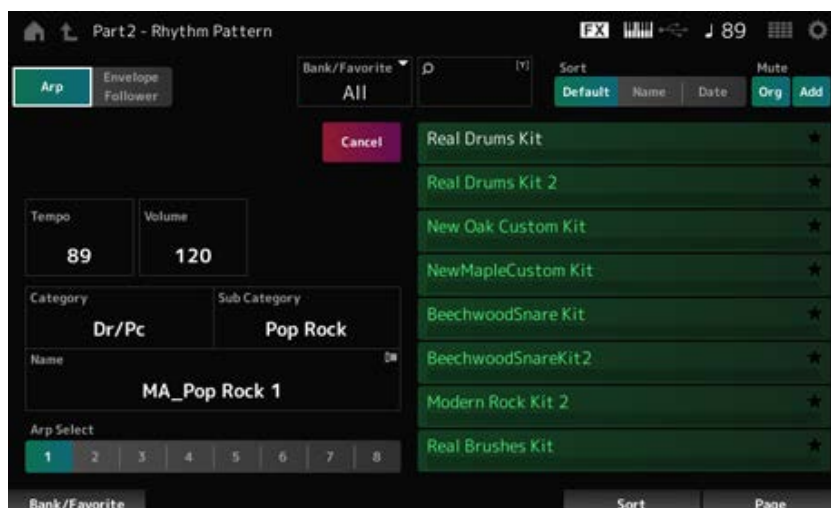 Part2 - Rhythm Pattern
FX
♩ 89
Arp
Envelope
Follower
Bank/Favorite
All
[Y]
Sort
Default Name Date
Mute
Org Add
Cancel
Tempo
89
Volume
120
Category
Dr/Pc
Sub Category
Pop Rock
Name
MA_Pop Rock 1
Arp Select
1 2 3 4 5 6 7 8
Real Drums Kit
Real Drums Kit 2
New Oak Custom Kit
NewMapleCustom Kit
BeechwoodSnare Kit
BeechwoodSnareKit2
Modern Rock Kit 2
Real Brushes Kit
Bank/Favorite
Sort
Page